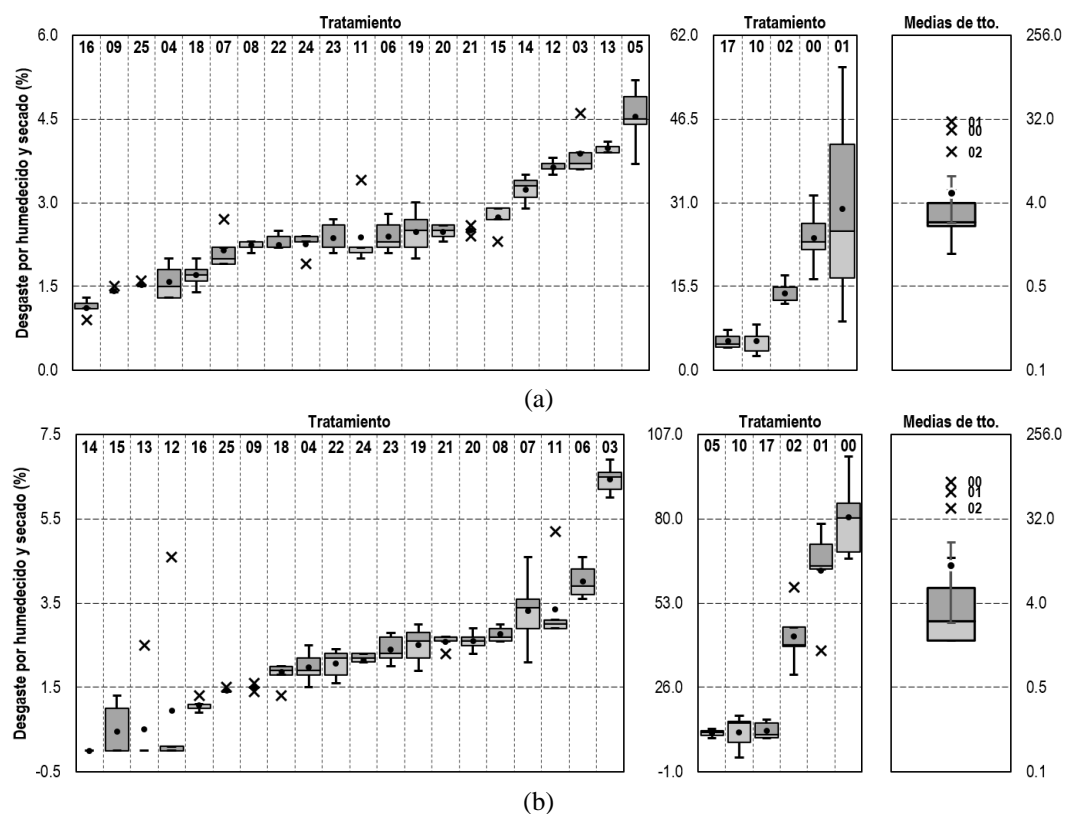 Tratamiento Tratamiento Medias de tto.
6.0 16 09 25 04 18 07 08 22 24 23 11 06 19 20 21 15 14 12 03 13 05 62.0 17 10 02 00 01 256.0
4.5 46.5 01 32.0
00
02
3.0 31.0 4.0
1.5 15.5 0.5
0.0 0.0 0.1
Desgaste por humedecido y secado (%)
(a)
Tratamiento Tratamiento Medias de tto.
7.5 14 15 13 12 16 25 09 18 04 22 24 23 19 21 20 08 07 11 06 03 107.0 05 10 17 02 01 00 256.0
00
01
5.5 80.0 02 32.0
3.5 53.0 4.0
1.5 26.0 0.5
-0.5 -1.0 0.1
Desgaste por humedecido y secado (%)
(b)